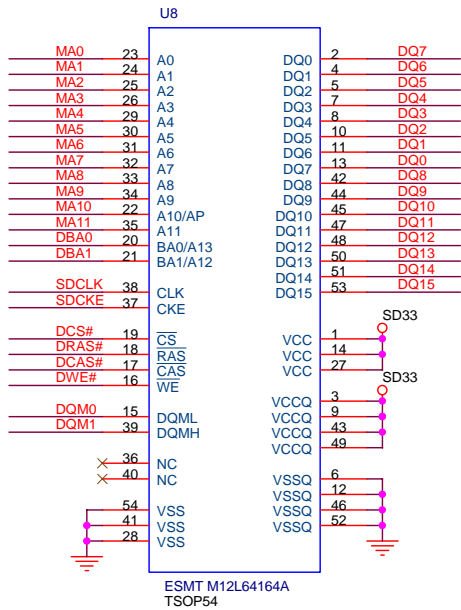 U8
MA0 23 A0 DQ0 2 DQ7
MA1 24 A1 DQ1 4 DQ6
MA2 25 A2 DQ2 5 DQ5
MA3 26 A3 DQ3 7 DQ4
MA4 29 A4 DQ4 8 DQ3
MA5 30 A5 DQ5 10 DQ2
MA6 31 A6 DQ6 11 DQ1
MA7 32 A7 DQ7 13 DQ0
MA8 33 A8 DQ8 42 DQ8
MA9 34 A9 DQ9 44 DQ9
MA10 22 A10/AP DQ10 45 DQ10
MA11 35 A11 DQ11 47 DQ11
DBA0 20 BA0/A13 DQ12 48 DQ12
DBA1 21 BA1/A12 DQ13 50 DQ13
DQ14 51 DQ14
SDCLK 38 CLK DQ15 53 DQ15
SDCKE 37 CKE
SD33
DCS# 19 CS VCC 1
DRAS# 18 RAS VCC 14
DCAS# 17 CAS VCC 27
DWE# 16 WE
SD33
VCCQ 3
DQM0 15 DQML VCCQ 9
DQM1 39 DQMH VCCQ 43
VCCQ 49
36 NC
40 NC VSSQ 6
VSSQ 12
54 VSS VSSQ 46
41 VSS VSSQ 52
28 VSS
ESMT M12L64164A
TSOP54